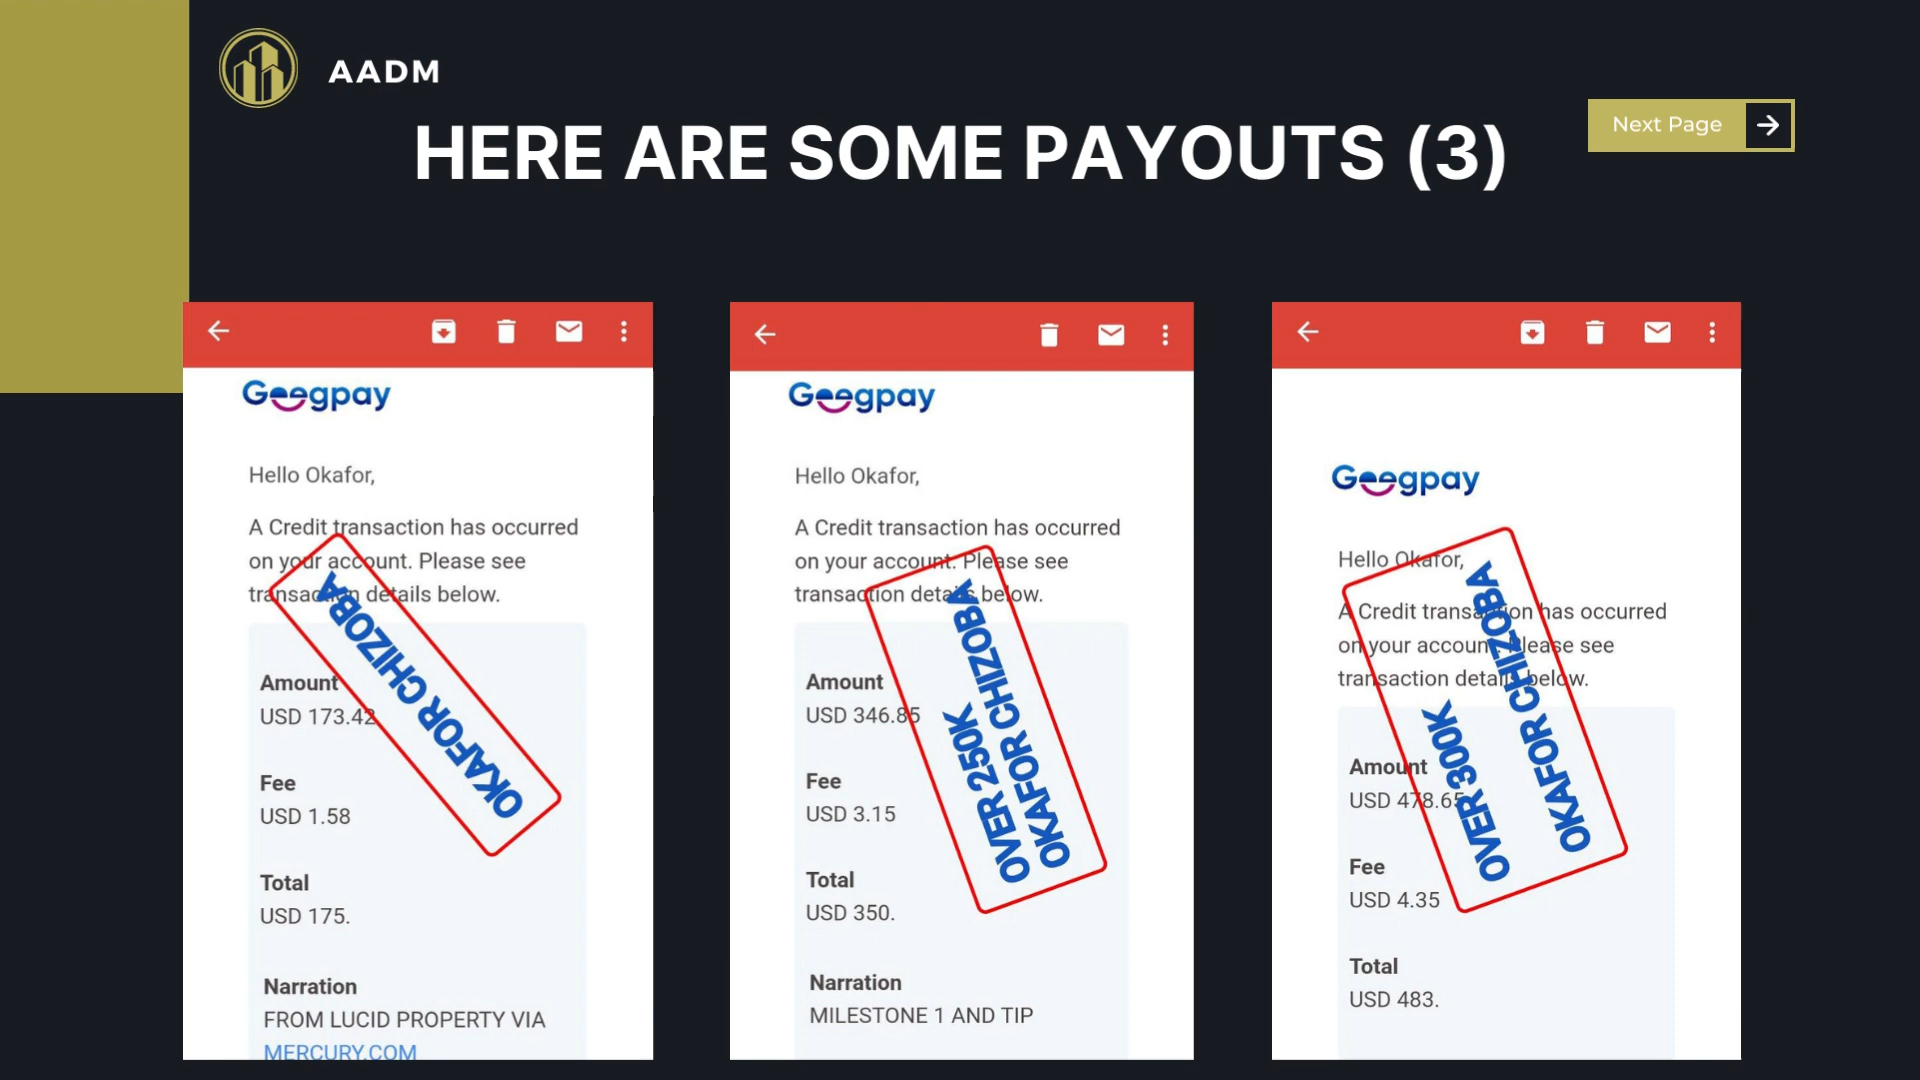 AADM
HERE ARE SOME PAYOUTS (3)
Next Page
Geegpay
Hello Okafor,
A Credit transaction has occurred
on your account. Please see
transaction details below.
Amount
USD 173.42
Fee
USD 1.58
Total
USD 175.
Narration
FROM LUCID PROPERTY VIA
MERCURY.COM
OKAFOR CHIZOBA
Geegpay
Hello Okafor,
A Credit transaction has occurred
on your account. Please see
transaction details below.
Amount
USD 346.85
Fee
USD 3.15
Total
USD 350.
Narration
MILESTONE 1 AND TIP
OVER 250K
OKAFOR CHIZOBA
Geegpay
Hello Okafor,
A Credit transaction has occurred
on your account. Please see
transaction details below.
Amount
USD 478.65
Fee
USD 4.35
Total
USD 483.
OVER 300K
OKAFOR CHIZOBA